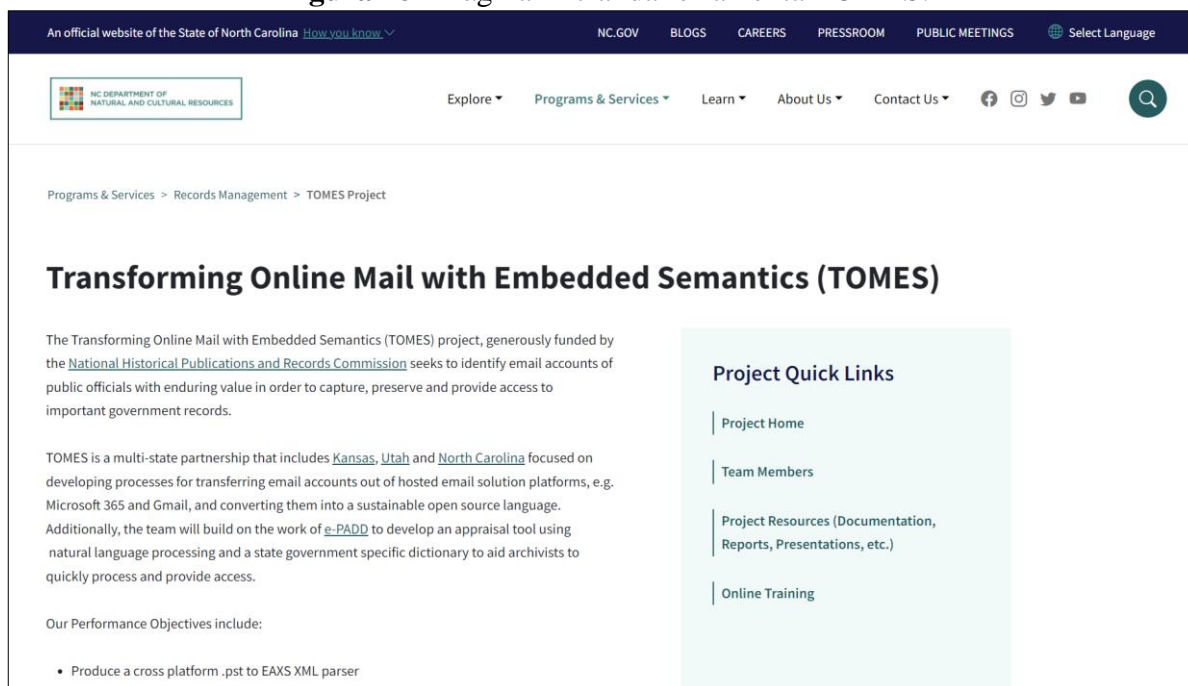 An official website of the State of North Carolina How you know
NC.GOV BLOGS CAREERS PRESSROOM PUBLIC MEETINGS Select Language
NC DEPARTMENT OF
NATURAL AND CULTURAL RESOURCES
Explore Programs & Services Learn About Us Contact Us
Programs & Services > Records Management > TOMES Project
Transforming Online Mail with Embedded Semantics (TOMES)
The Transforming Online Mail with Embedded Semantics (TOMES) project, generously funded by
the National Historical Publications and Records Commission seeks to identify email accounts of
public officials with enduring value in order to capture, preserve and provide access to
important government records.
TOMES is a multi-state partnership that includes Kansas, Utah and North Carolina focused on
developing processes for transferring email accounts out of hosted email solution platforms, e.g.
Microsoft 365 and Gmail, and converting them into a sustainable open source language.
Additionally, the team will build on the work of e-PADD to develop an appraisal tool using
natural language processing and a state government specific dictionary to aid archivists to
quickly process and provide access.
Our Performance Objectives include:
• Produce a cross platform .pst to EAXS XML parser
Project Quick Links
Project Home
Team Members
Project Resources (Documentation,
Reports, Presentations, etc.)
Online Training